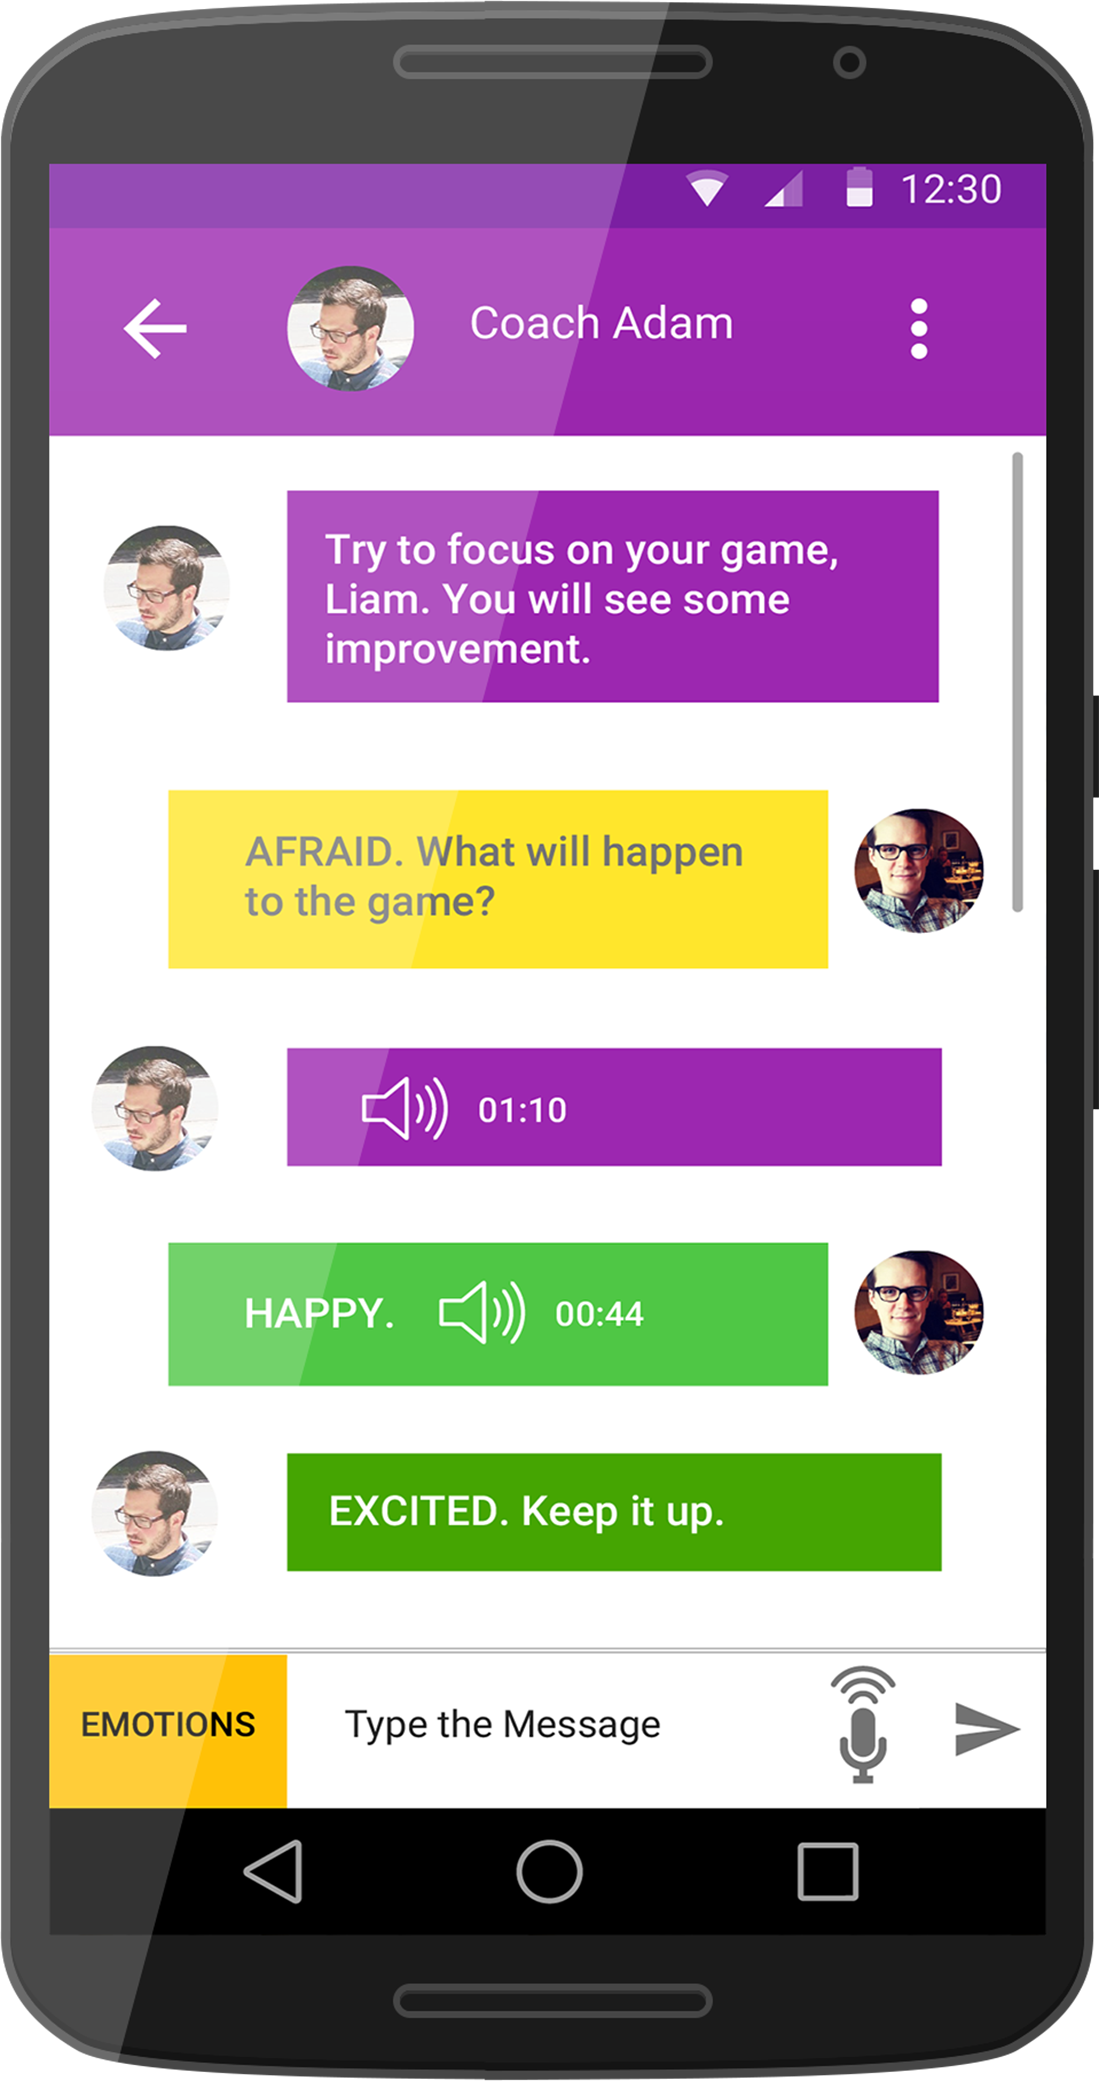 12:30
Coach Adam
Try to focus on your game,
Liam. You will see some
improvement.
AFRAID. What will happen
to the game?
01:10
HAPPY. 00:44
EXCITED. Keep it up.
EMOTIONS Type the Message